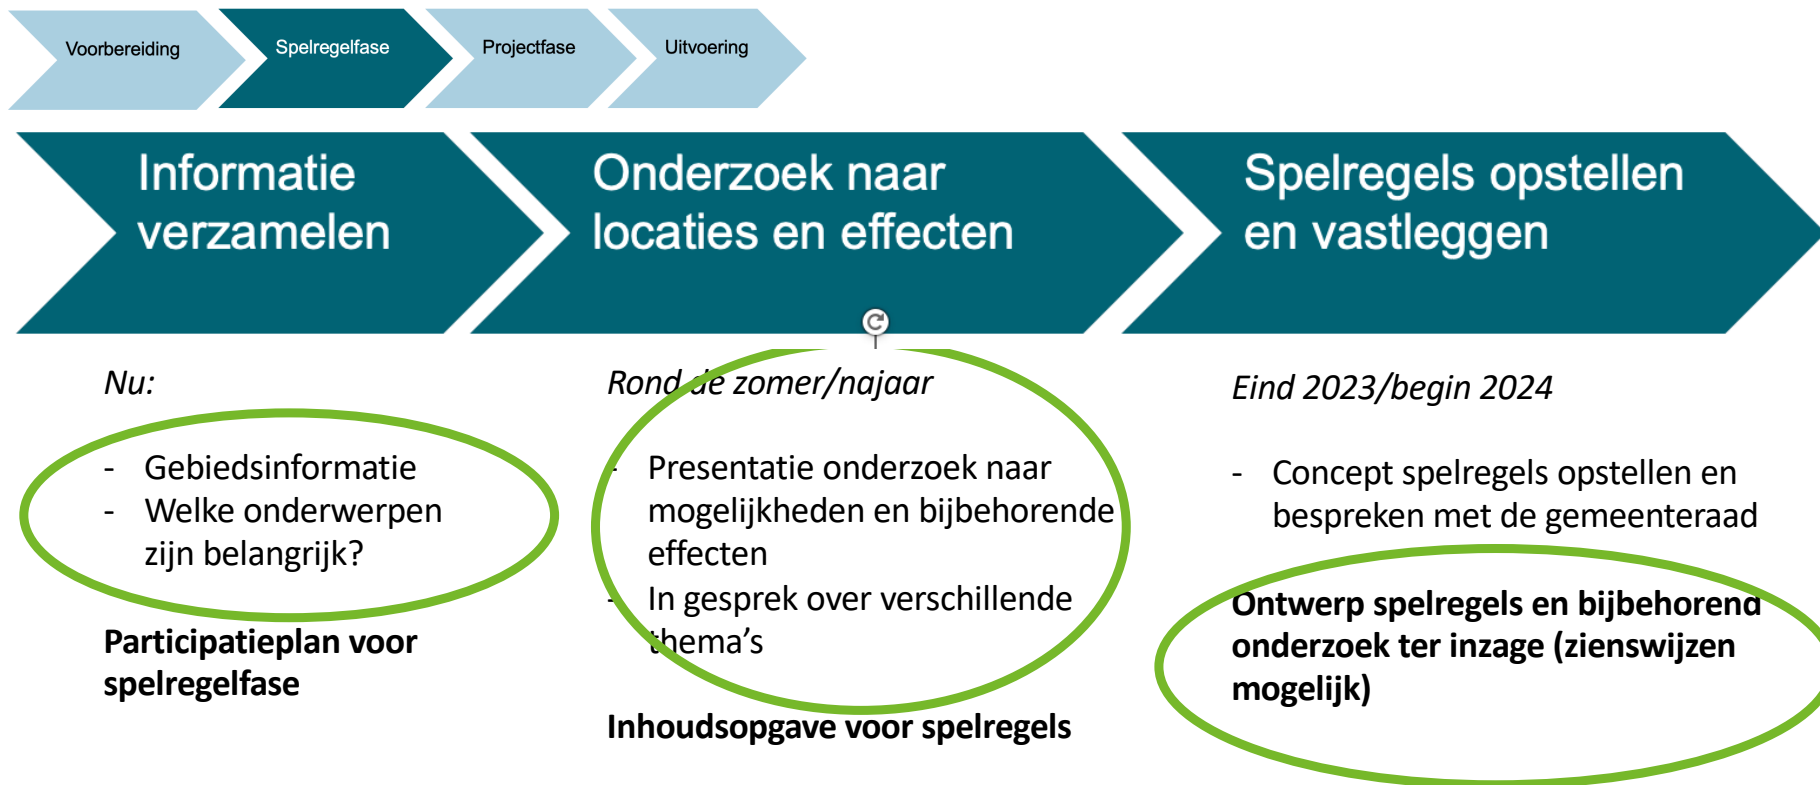 Voorbereiding
Spelregelfase
Projectfase
Uitvoering
Informatie
verzamelen
Onderzoek naar
locaties en effecten
Spelregels opstellen
en vastleggen
Nu:
- Gebiedsinformatie
- Welke onderwerpen
zijn belangrijk?
Participatieplan voor
spelregelfase
Rond de zomer/najaar
- Presentatie onderzoek naar
mogelijkheden en bijbehorende
effecten
- In gesprek over verschillende
thema's
Inhoudsopgave voor spelregels
Eind 2023/begin 2024
- Concept spelregels opstellen en
bespreken met de gemeenteraad
Ontwerp spelregels en bijbehorend
onderzoek ter inzage (zienswijzen
mogelijk)